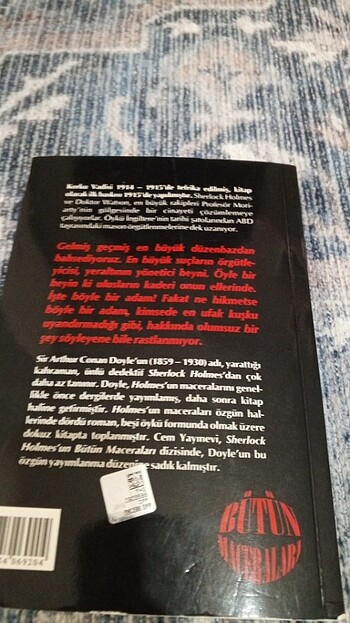 Korku Vadisi 1914 – 1915'de tefrika edilmiş, kitap
olarak ilk baskısı 1915'de yapılmıştır. Sherlock Holmes
ve Doktor Watson, en büyük rakipleri Profesör Mori-
arty'nin gölgesinde bir cinayeti çözümlemeye
çalışıyorlar. Öykü İngiltere'nin tarihi şatolarından ABD
taşrasındaki mason örgütlenmelerine dek uzanıyor.
Gelmiş geçmiş en büyük düzenbazdan
bahsediyoruz. En büyük suçların örgütle-
yicisi, yeraltının yönetici beyni. Öyle bir
beyin ki ulusların kaderi onun ellerinde.
İşte böyle bir adam! Fakat ne hikmetse
böyle bir adam, kimsede en ufak kuşku
uyandırmadığı gibi, hakkında olumsuz bir
şey söyleyene bile rastlanmıyor.
Sir Arthur Conan Doyle'un (1859 – 1930) adı, yarattığı
kahraman, ünlü dedektif Sherlock Holmes'dan çok
daha az tanınır. Doyle, Holmes'un maceralarını genel-
likle önce dergilerde yayımlamış, daha sonra kitap
haline getirmiştir. Holmes'un maceraları özgün hal-
lerinde dördü roman, beşi öykü formunda olmak üzere
dokuz kitapta toplanmıştır. Cem Yayınevi, Sherlock
Holmes'un Bütün Maceraları dizisinde, Doyle'un bu
özgün yayımlanma düzenine sadık kalmıştır.
BÜTÜN
MACERALARI